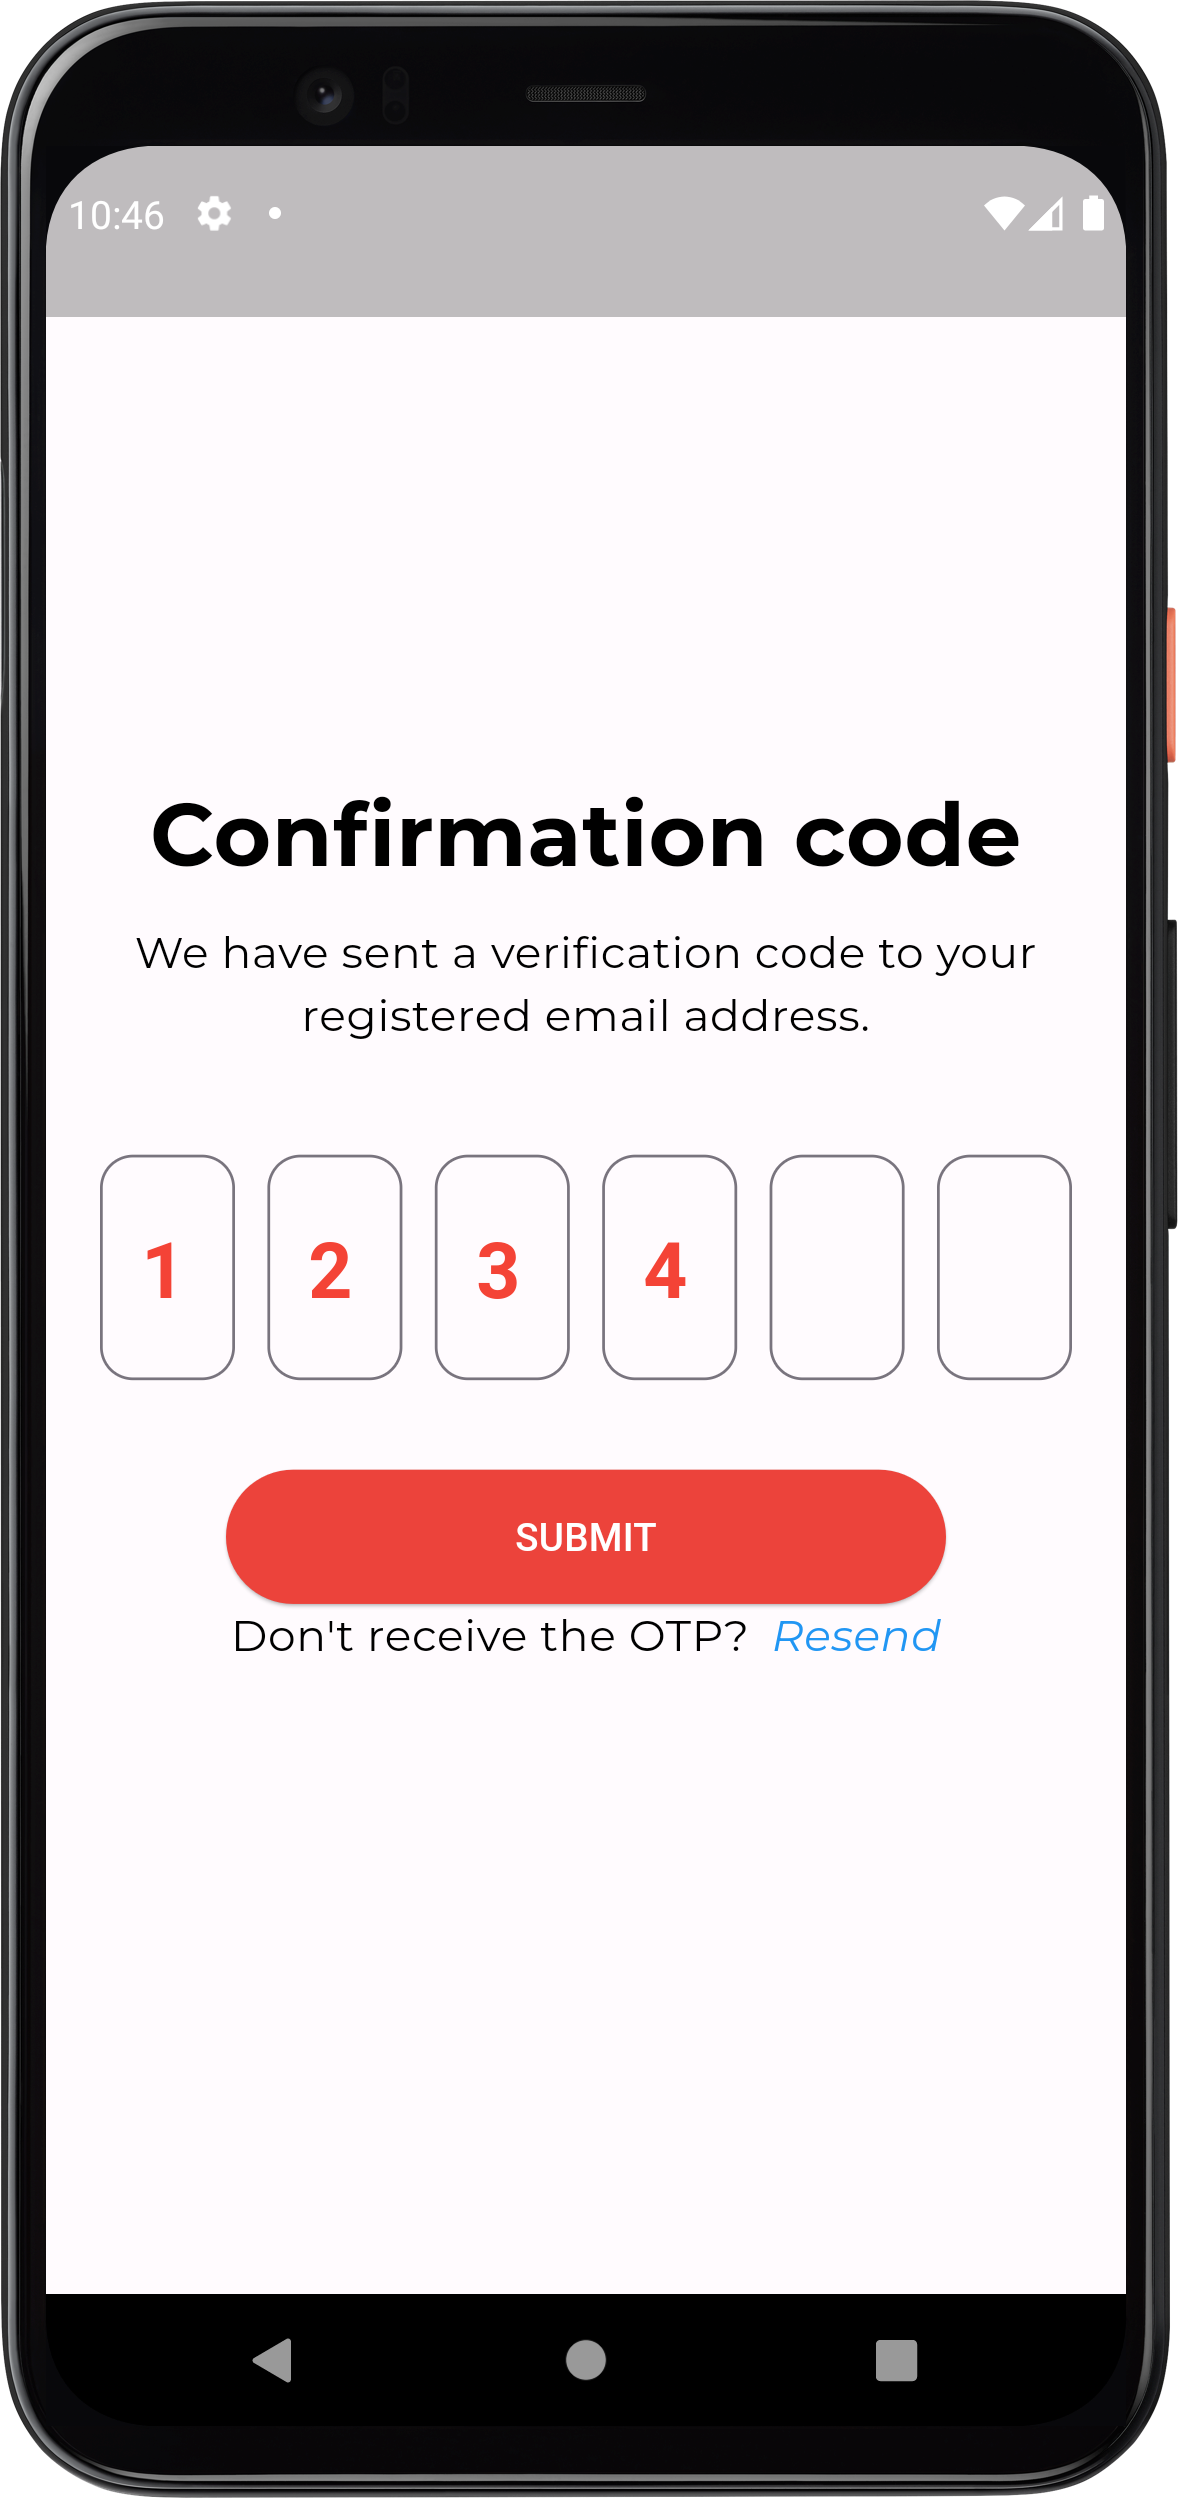 10:46
Confirmation code
We have sent a verification code to your
registered email address.
1 2 3 4
SUBMIT
Don't receive the OTP? Resend